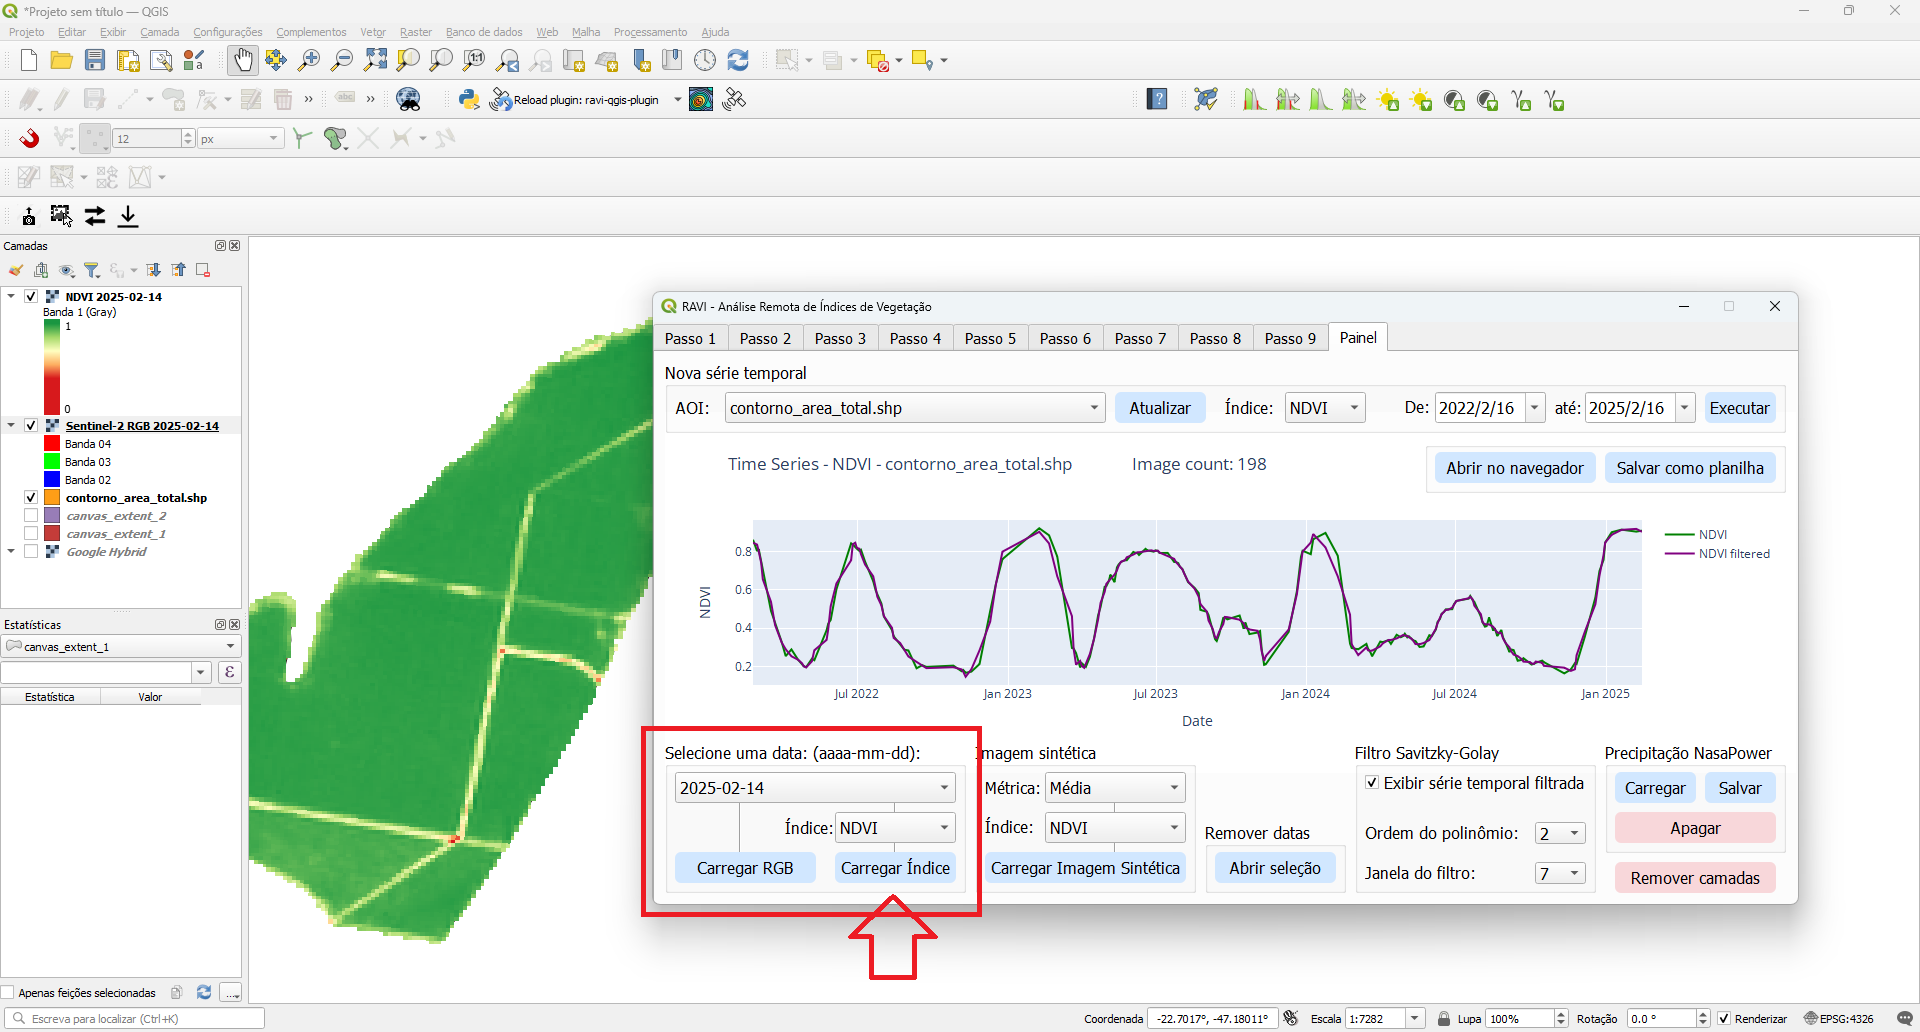 *Projeto sem título — QGIS
Projeto Editar Exibir Camada Configurações Complementos Vetor Raster Banco de dados Web Malha Processamento Ajuda
Reload plugin: ravi-qgis-plugin
12 px
Camadas
NDVI 2025-02-14
Banda 1 (Gray)
1
0
Sentinel-2 RGB 2025-02-14
Banda 04
Banda 03
Banda 02
contorno_area_total.shp
canvas_extent_2
canvas_extent_1
Google Hybrid
Estatísticas
canvas_extent_1
ε
Estatística Valor
Apenas feições selecionadas
...
RAVI - Análise Remota de Índices de Vegetação
Passo 1 Passo 2 Passo 3 Passo 4 Passo 5 Passo 6 Passo 7 Passo 8 Passo 9 Painel
Nova série temporal
AOI: contorno_area_total.shp Atualizar Índice: NDVI De: 2022/2/16 até: 2025/2/16 Executar
Time Series - NDVI - contorno_area_total.shp Image count: 198
Abrir no navegador Salvar como planilha
NDVI
NDVI filtered
0.8
0.6
0.4
0.2
NDVI
Jul 2022 Jan 2023 Jul 2023 Jan 2024 Jul 2024 Jan 2025
Date
Selecione uma data: (aaaa-mm-dd):
2025-02-14
Índice: NDVI
Carregar RGB Carregar Índice
Imagem sintética
Métrica: Média
Índice: NDVI
Carregar Imagem Sintética
Remover datas
Abrir seleção
Filtro Savitzky-Golay
Exibir série temporal filtrada
Ordem do polinômio: 2
Janela do filtro: 7
Precipitação NasaPower
Carregar Salvar
Apagar
Remover camadas
Escreva para localizar (Ctrl+K)
Coordenada -22.7017°, -47.18011° Escala 1:7282 Lupa 100% Rotação 0.0 ° Renderizar EPSG:4326